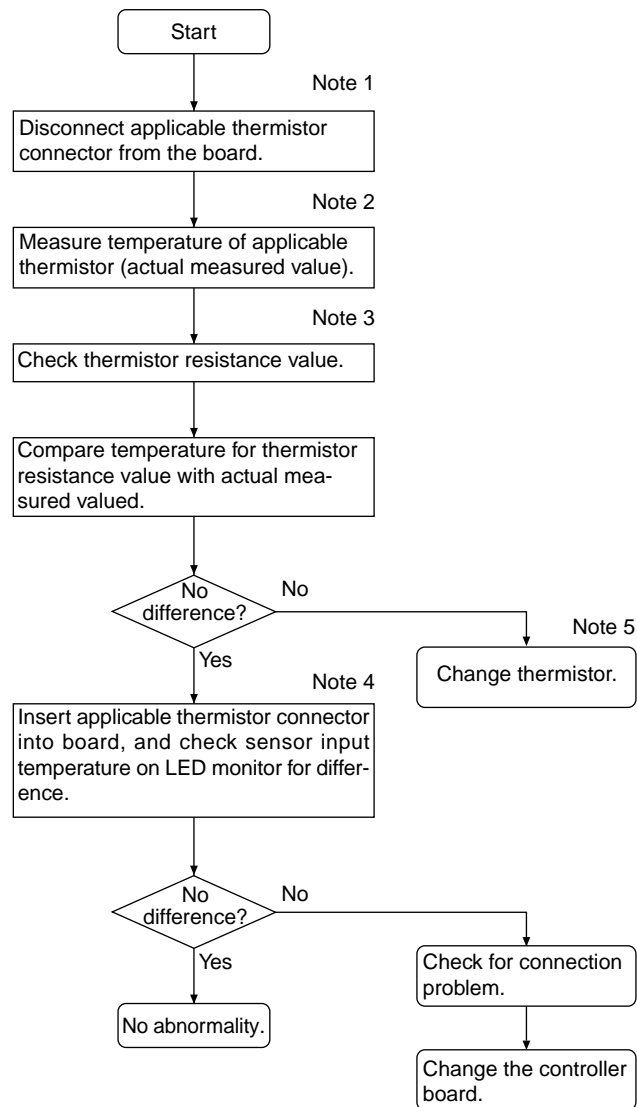 Start
Note 1
Disconnect applicable thermistor
connector from the board.
Note 2
Measure temperature of applicable
thermistor (actual measured value).
Note 3
Check thermistor resistance value.
Compare temperature for thermistor
resistance value with actual mea-
sured valued.
No
difference?
No
Yes
Note 5
Change thermistor.
Note 4
Insert applicable thermistor connector
into board, and check sensor input
temperature on LED monitor for differ-
ence.
No
difference?
No
Yes
Check for connection
problem.
No abnormality.
Change the controller
board.